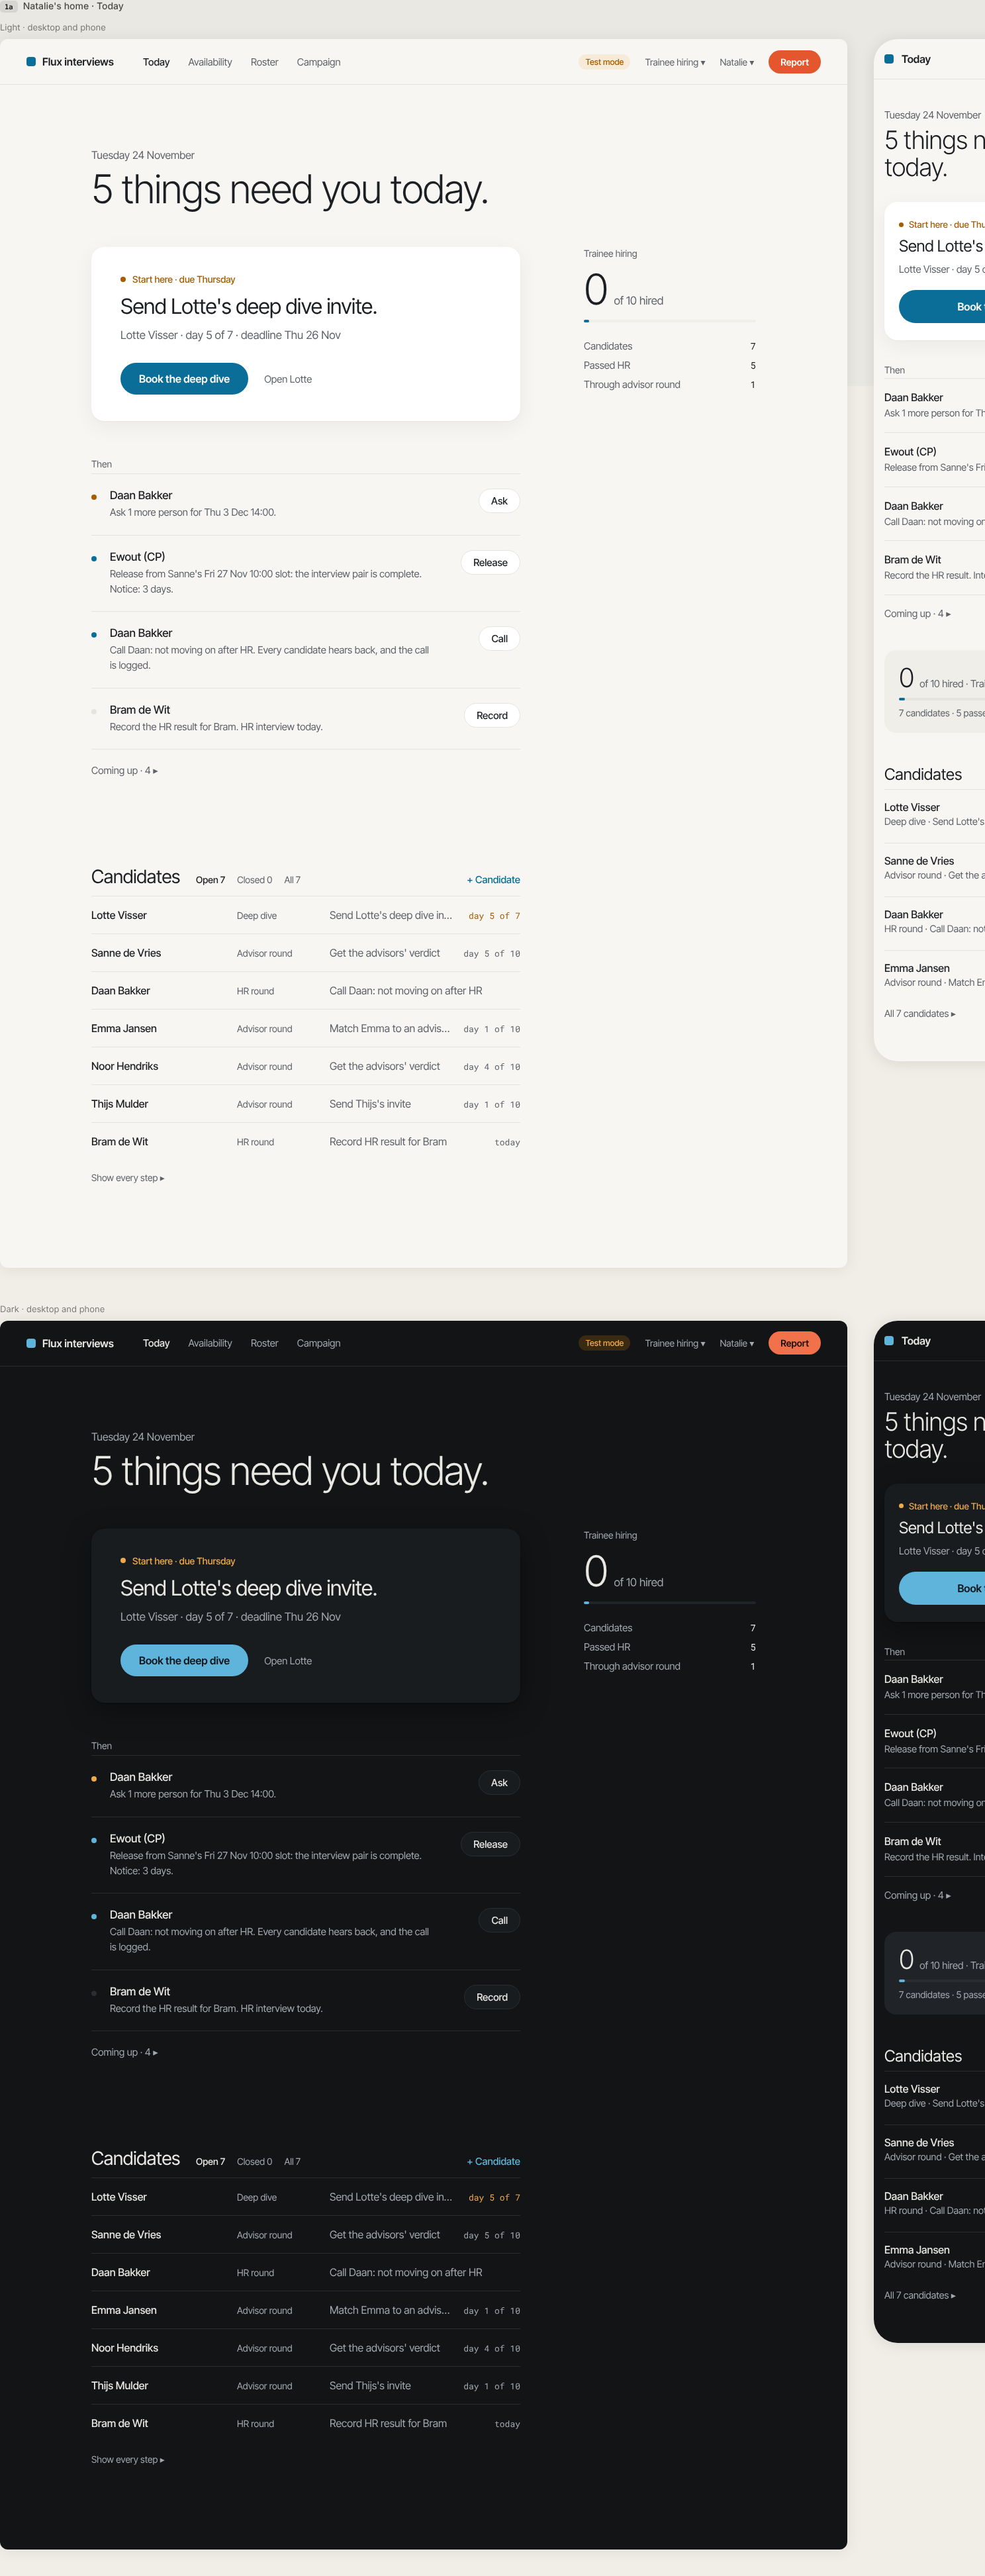 1a Natalie's home · Today
Light · desktop and phone
Flux interviews Today Availability Roster Campaign Test mode Trainee hiring ▾ Natalie ▾ Report
Tuesday 24 November
5 things need you today.
Start here · due Thursday
Send Lotte's deep dive invite.
Lotte Visser · day 5 of 7 · deadline Thu 26 Nov
Book the deep dive Open Lotte
Trainee hiring
0 of 10 hired
Candidates 7
Passed HR 5
Through advisor round 1
Then
Daan Bakker Ask
Ask 1 more person for Thu 3 Dec 14:00.
Ewout (CP) Release
Release from Sanne's Fri 27 Nov 10:00 slot: the interview pair is complete.
Notice: 3 days.
Daan Bakker Call
Call Daan: not moving on after HR. Every candidate hears back, and the call
is logged.
Bram de Wit Record
Record the HR result for Bram. HR interview today.
Coming up · 4 ▸
Candidates Open 7 Closed 0 All 7 + Candidate
Lotte Visser Deep dive Send Lotte's deep dive in... day 5 of 7
Sanne de Vries Advisor round Get the advisors' verdict day 5 of 10
Daan Bakker HR round Call Daan: not moving on after HR
Emma Jansen Advisor round Match Emma to an advis... day 1 of 10
Noor Hendriks Advisor round Get the advisors' verdict day 4 of 10
Thijs Mulder Advisor round Send Thijs's invite day 1 of 10
Bram de Wit HR round Record HR result for Bram today
Show every step ▸
Today
Tuesday 24 November
5 things n
today.
Start here · due Thu
Send Lotte's
Lotte Visser · day 5 o
Book
Then
Daan Bakker
Ask 1 more person for Th
Ewout (CP)
Release from Sanne's Fri
Daan Bakker
Call Daan: not moving on
Bram de Wit
Record the HR result. Int
Coming up · 4 ▸
0 of 10 hired · Trai
7 candidates · 5 passe
Candidates
Lotte Visser
Deep dive · Send Lotte's
Sanne de Vries
Advisor round · Get the a
Daan Bakker
HR round · Call Daan: not
Emma Jansen
Advisor round · Match Em
All 7 candidates ▸
Dark · desktop and phone
Flux interviews Today Availability Roster Campaign Test mode Trainee hiring ▾ Natalie ▾ Report
Tuesday 24 November
5 things need you today.
Start here · due Thursday
Send Lotte's deep dive invite.
Lotte Visser · day 5 of 7 · deadline Thu 26 Nov
Book the deep dive Open Lotte
Trainee hiring
0 of 10 hired
Candidates 7
Passed HR 5
Through advisor round 1
Then
Daan Bakker Ask
Ask 1 more person for Thu 3 Dec 14:00.
Ewout (CP) Release
Release from Sanne's Fri 27 Nov 10:00 slot: the interview pair is complete.
Notice: 3 days.
Daan Bakker Call
Call Daan: not moving on after HR. Every candidate hears back, and the call
is logged.
Bram de Wit Record
Record the HR result for Bram. HR interview today.
Coming up · 4 ▸
Candidates Open 7 Closed 0 All 7 + Candidate
Lotte Visser Deep dive Send Lotte's deep dive in... day 5 of 7
Sanne de Vries Advisor round Get the advisors' verdict day 5 of 10
Daan Bakker HR round Call Daan: not moving on after HR
Emma Jansen Advisor round Match Emma to an advis... day 1 of 10
Noor Hendriks Advisor round Get the advisors' verdict day 4 of 10
Thijs Mulder Advisor round Send Thijs's invite day 1 of 10
Bram de Wit HR round Record HR result for Bram today
Show every step ▸
Today
Tuesday 24 November
5 things n
today.
Start here · due Thu
Send Lotte's
Lotte Visser · day 5 o
Book
Then
Daan Bakker
Ask 1 more person for Th
Ewout (CP)
Release from Sanne's Fri
Daan Bakker
Call Daan: not moving on
Bram de Wit
Record the HR result. Int
Coming up · 4 ▸
0 of 10 hired · Trai
7 candidates · 5 passe
Candidates
Lotte Visser
Deep dive · Send Lotte's
Sanne de Vries
Advisor round · Get the a
Daan Bakker
HR round · Call Daan: not
Emma Jansen
Advisor round · Match Em
All 7 candidates ▸